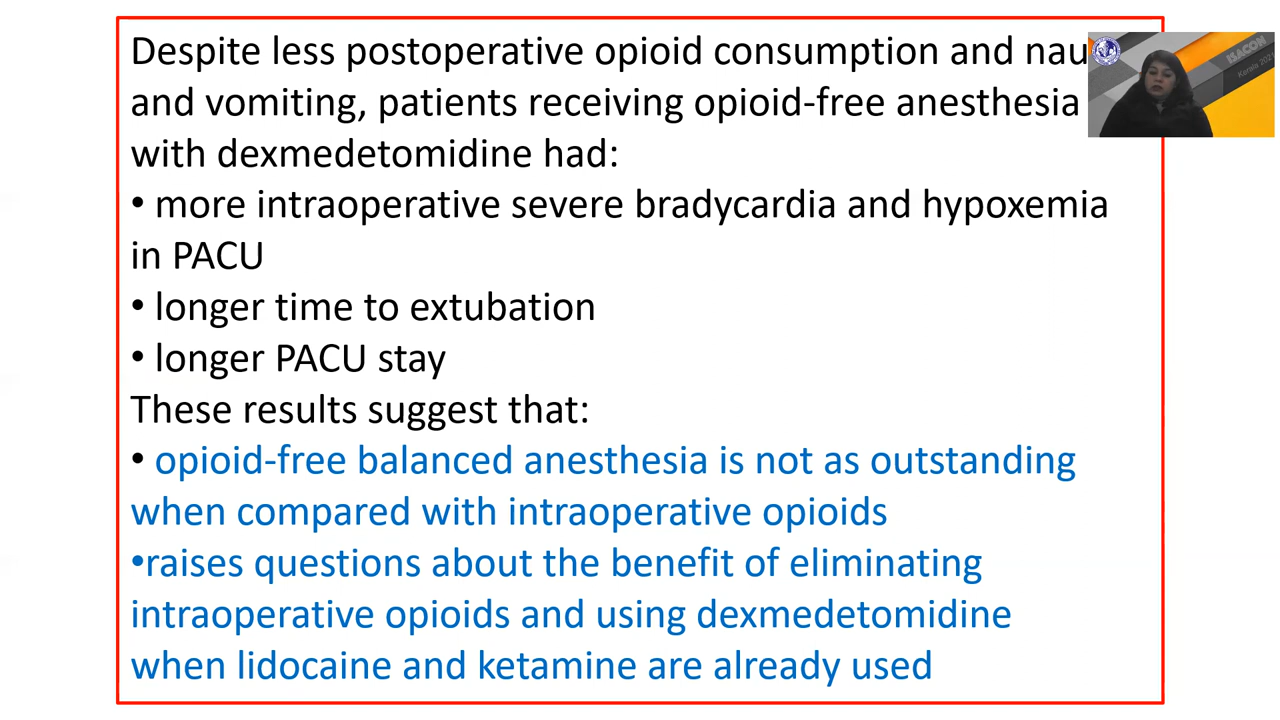 Despite less postoperative opioid consumption and nau
and vomiting, patients receiving opioid-free anesthesia
with dexmedetomidine had:
• more intraoperative severe bradycardia and hypoxemia
in PACU
• longer time to extubation
• longer PACU stay
These results suggest that:
• opioid-free balanced anesthesia is not as outstanding
when compared with intraoperative opioids
•raises questions about the benefit of eliminating
intraoperative opioids and using dexmedetomidine
when lidocaine and ketamine are already used
ISACON
Kerala 2021